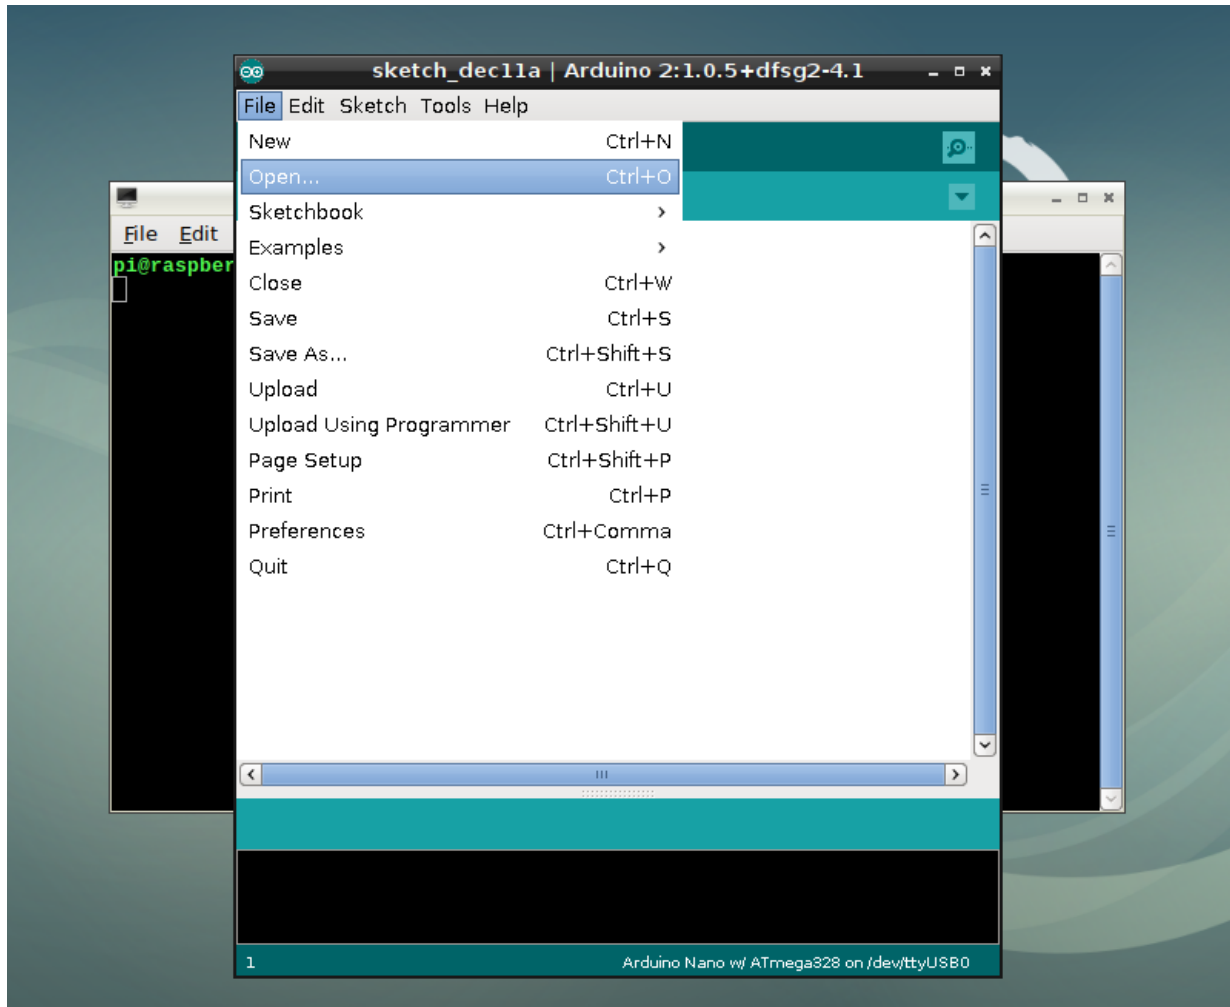 sketch_dec11a | Arduino 2:1.0.5+dfsg2-4.1
File Edit Sketch Tools Help
New Ctrl+N
Open... Ctrl+O
Sketchbook
Examples
Close Ctrl+W
Save Ctrl+S
Save As... Ctrl+Shift+S
Upload Ctrl+U
Upload Using Programmer Ctrl+Shift+U
Page Setup Ctrl+Shift+P
Print Ctrl+P
Preferences Ctrl+Comma
Quit Ctrl+Q
1 Arduino Nano w/ ATmega328 on /dev/ttyUSB0
File Edit
pi@raspber